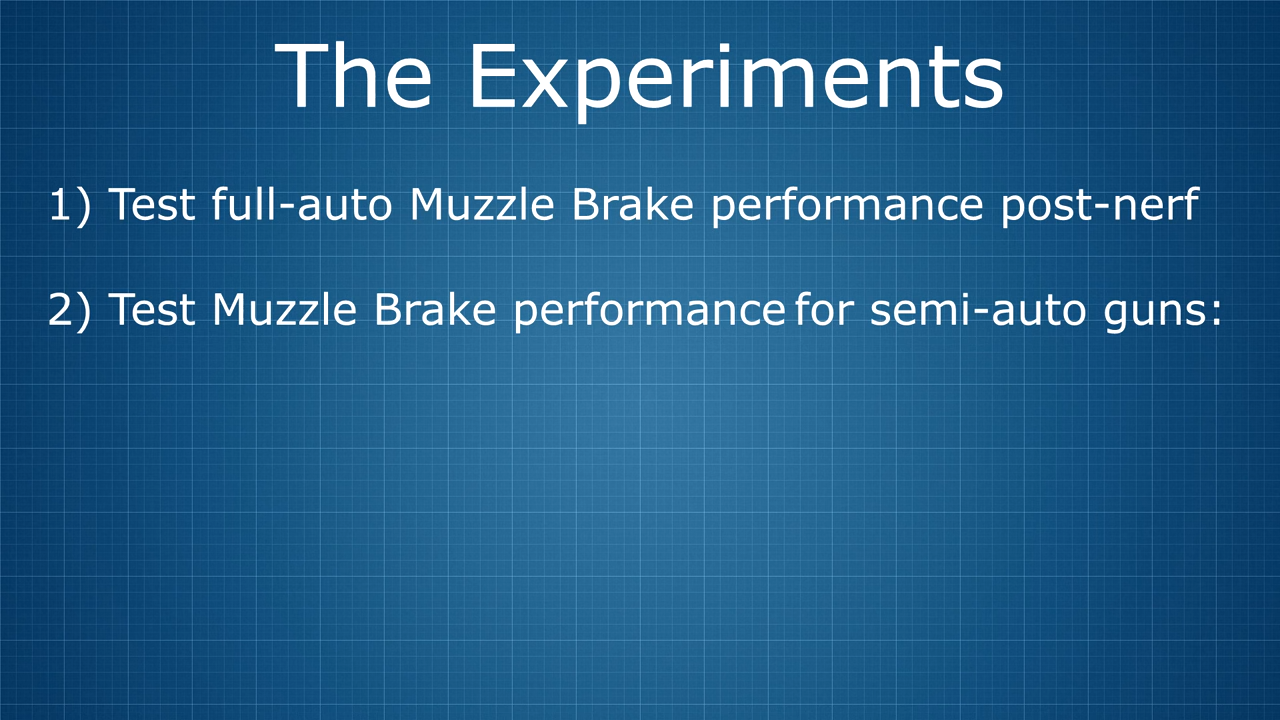 The Experiments
1) Test full-auto Muzzle Brake performance post-nerf
2) Test Muzzle Brake performance for semi-auto guns: